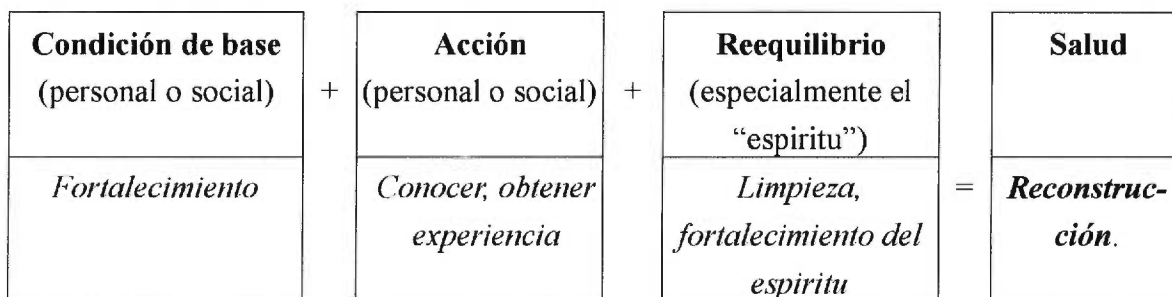 Condición de base
(personal o social)
+
Acción
(personal o social)
+
Reequilibrio
(especialmente el
“espiritu”)
Salud
Fortalecimiento
Conocer, obtener
experiencia
Limpieza,
fortalecimiento del
espiritu
=
Reconstruc-
ción.